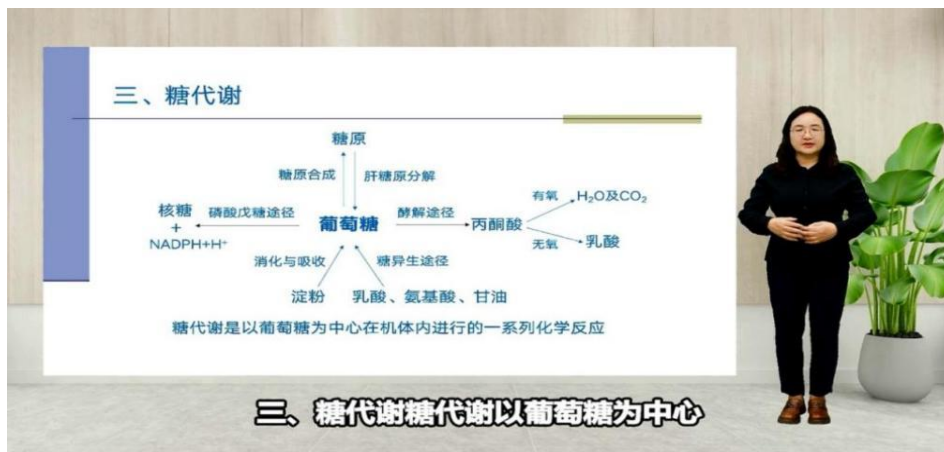 三、糖代谢
糖原
糖原合成 肝糖原分解
核糖
+
NADPH+H⁺
磷酸戊糖途径
葡萄糖
酵解途径
丙酮酸
有氧
H₂O及CO₂
无氧
乳酸
消化与吸收 糖异生途径
淀粉 乳酸、氨基酸、甘油
糖代谢是以葡萄糖为中心在机体内进行的一系列化学反应
三、糖代谢糖代谢以葡萄糖为中心